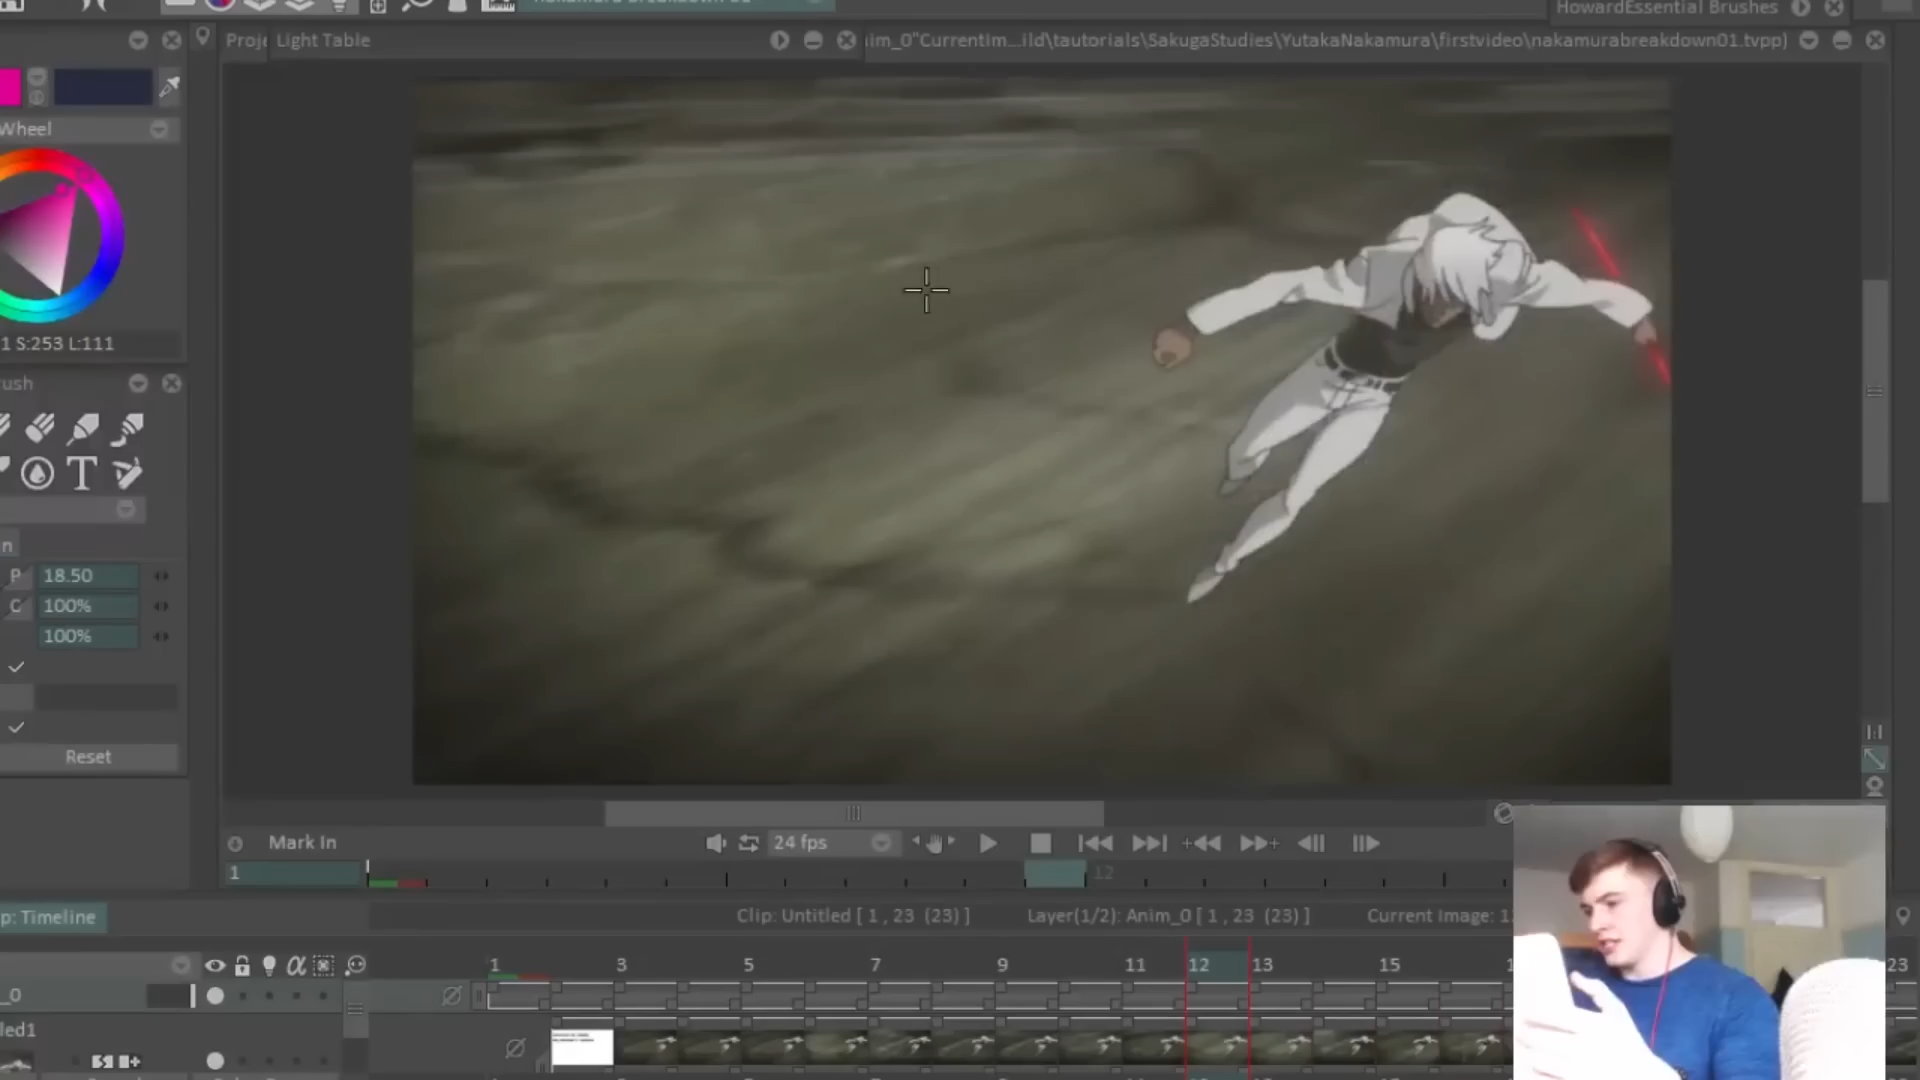 HowardEssential Brushes
Proje
Light Table
im_0"CurrentIm...ild\tautorials\SakugaStudies\YutakaNakamura\firstvideo\nakamurabreakdown01.tvpp)
Wheel
1 S:253 L:111
ush
T
n
P 18.50
C 100%
100%
Reset
Mark In
24 fps
1
12
p: Timeline
Clip: Untitled [ 1 , 23 (23) ]
Layer(1/2): Anim_0 [ 1 , 23 (23) ]
Current Image: 1
1 3 5 7 9 11 12 13 15 23
_0
led1